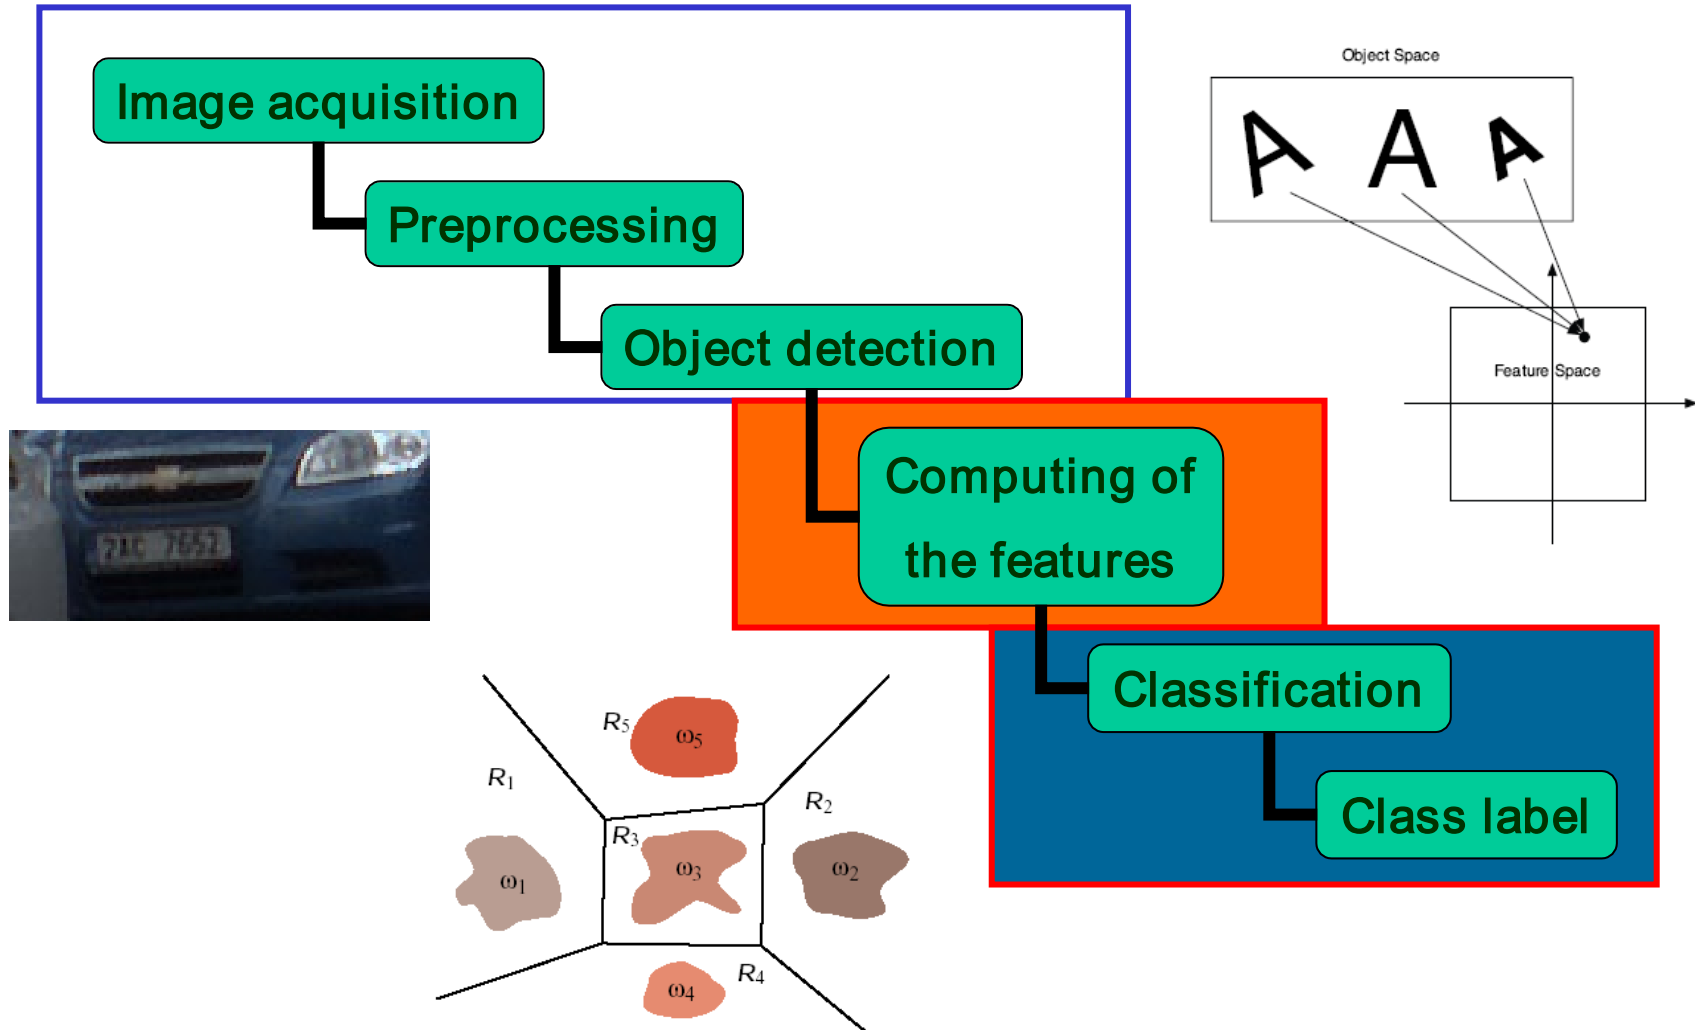 Image acquisition
Preprocessing
Object detection
Computing of
the features
Classification
Class label
Object Space
A A A
Feature Space
7652
R5
ω5
R1
R2
R3
ω3
ω1
ω2
R4
ω4